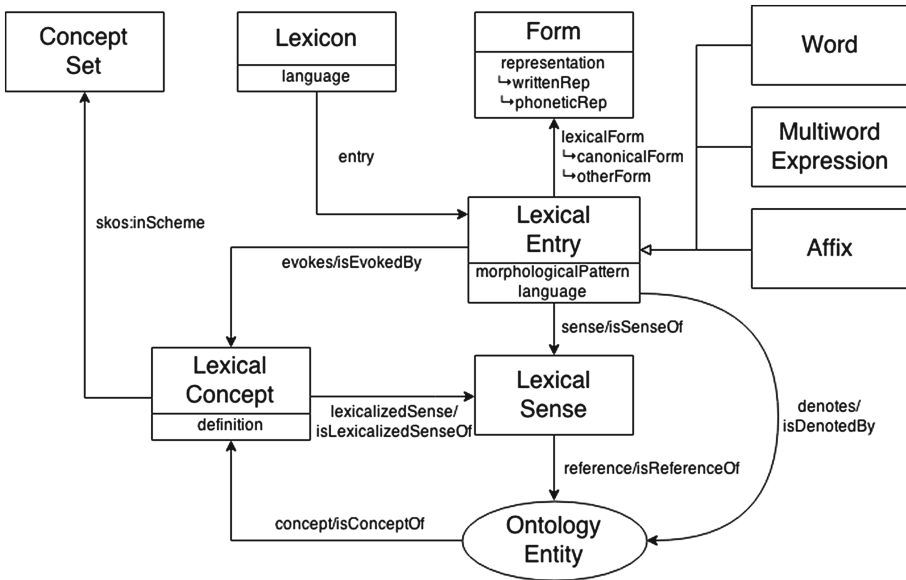 Concept
Set
Lexicon
language
Form
representation
↳writtenRep
↳phoneticRep
Word
Multiword
Expression
Affix
entry
lexicalForm
↳canonicalForm
↳otherForm
skos:inScheme
Lexical
Entry
morphologicalPattern
language
evokes/isEvokedBy
sense/isSenseOf
Lexical
Concept
definition
lexicalizedSense/
isLexicalizedSenseOf
Lexical
Sense
denotes/
isDenotedBy
reference/isReferenceOf
concept/isConceptOf
Ontology
Entity